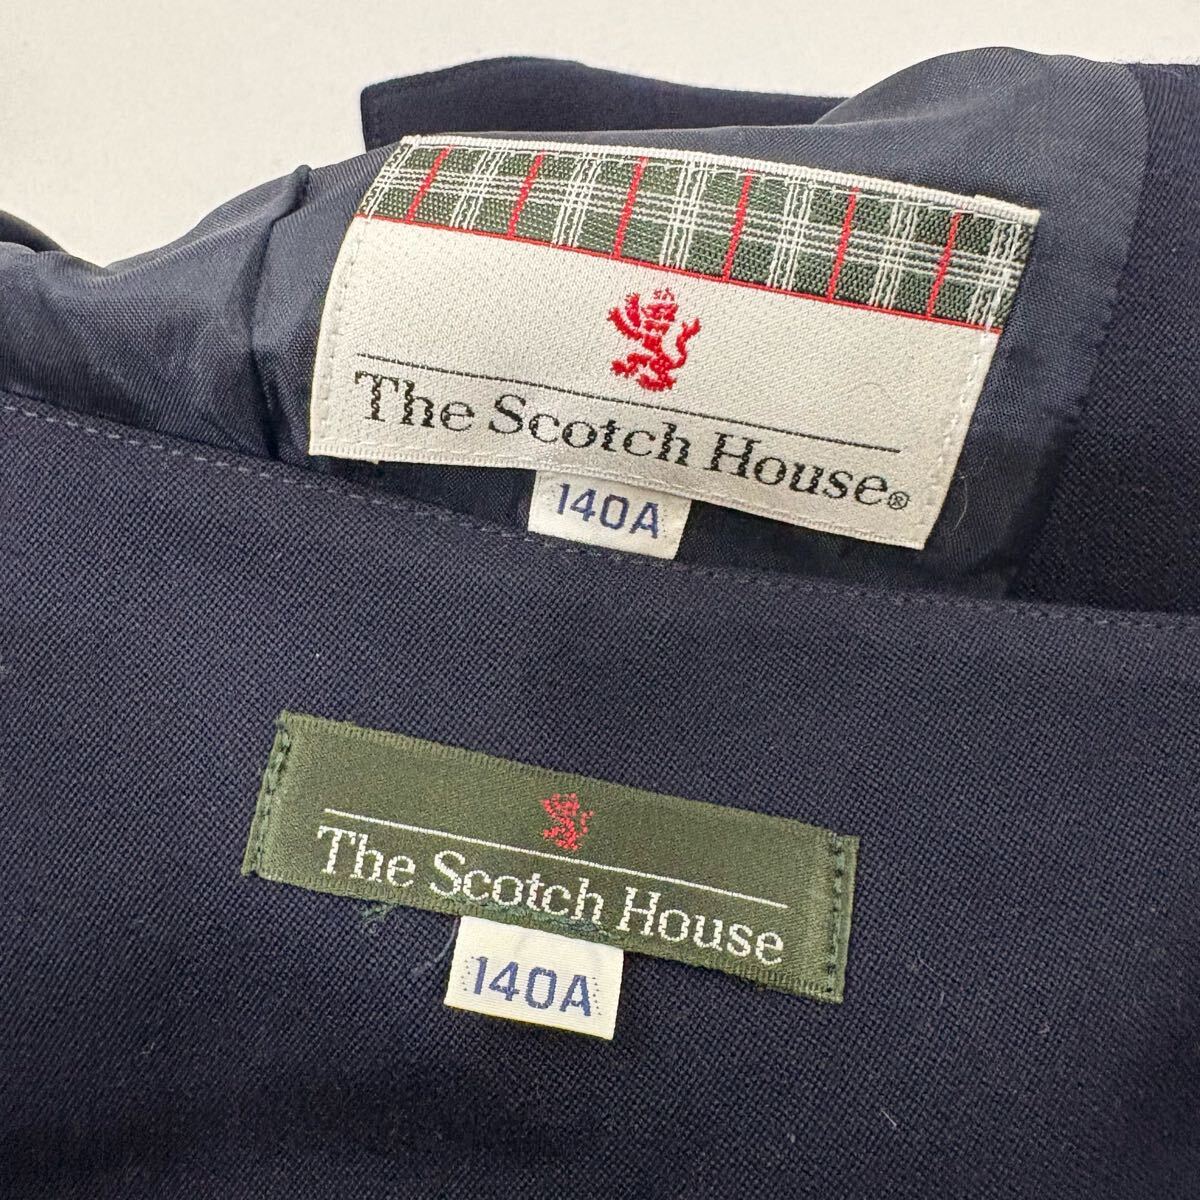 The Scotch House®
140A
The Scotch House
140A